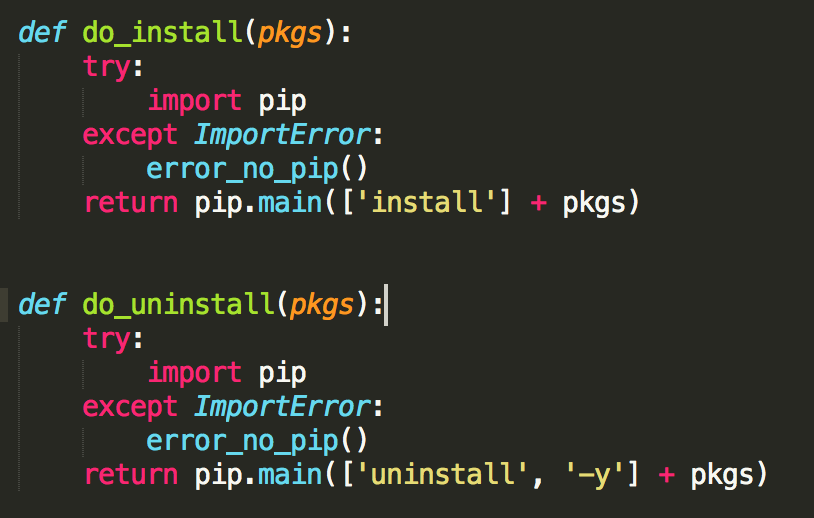 def do_install(pkgs):
    try:
        import pip
    except ImportError:
        error_no_pip()
    return pip.main(['install'] + pkgs)
def do_uninstall(pkgs):
    try:
        import pip
    except ImportError:
        error_no_pip()
    return pip.main(['uninstall', '-y'] + pkgs)